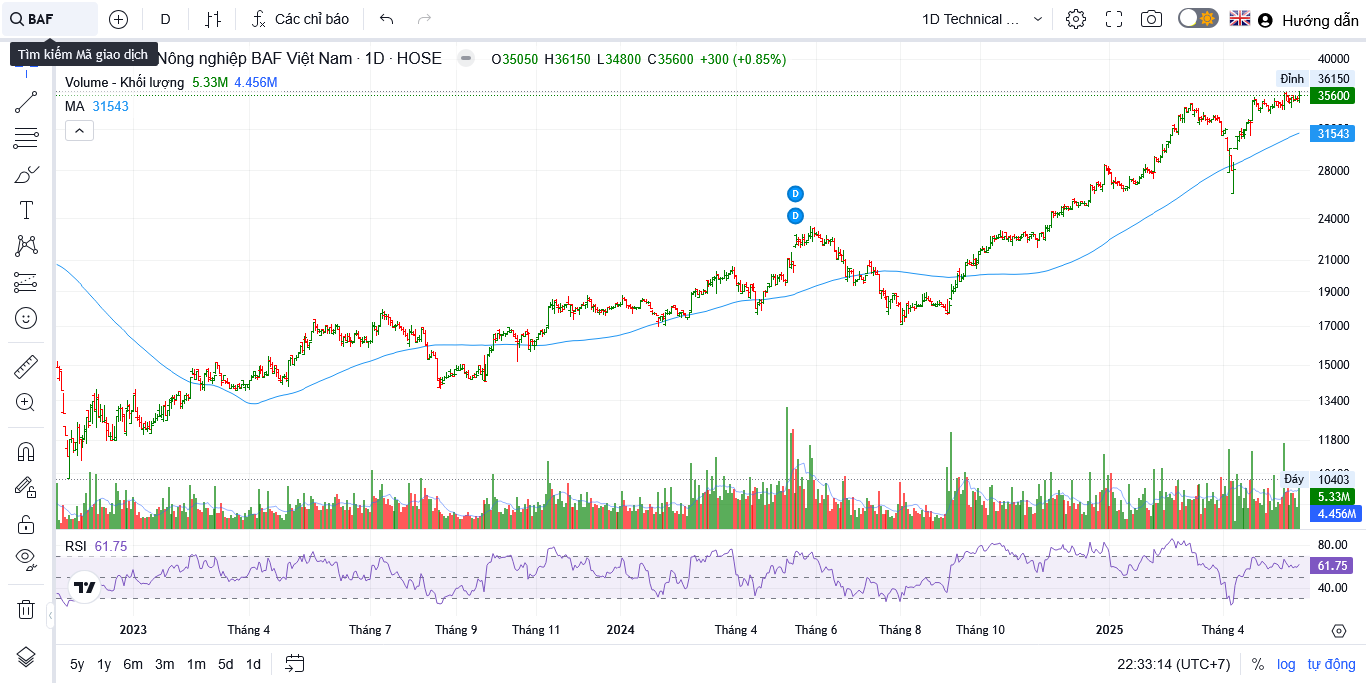 BAF
D
Các chỉ báo
1D Technical ...
Hướng dẫn
Tìm kiếm Mã giao dịch
Nông nghiệp BAF Việt Nam · 1D · HOSE
O35050 H36150 L34800 C35600 +300 (+0.85%)
Volume - Khối lượng 5.33M 4.456M
MA 31543
40000
Đỉnh 36150
35600
31543
28000
24000
21000
19000
17000
15000
13400
11800
Đáy 10403
5.33M
4.456M
D
D
RSI 61.75
80.00
61.75
40.00
2023 Tháng 4 Tháng 7 Tháng 9 Tháng 11 2024 Tháng 4 Tháng 6 Tháng 8 Tháng 10 2025 Tháng 4
5y 1y 6m 3m 1m 5d 1d
22:33:14 (UTC+7) % log tự động